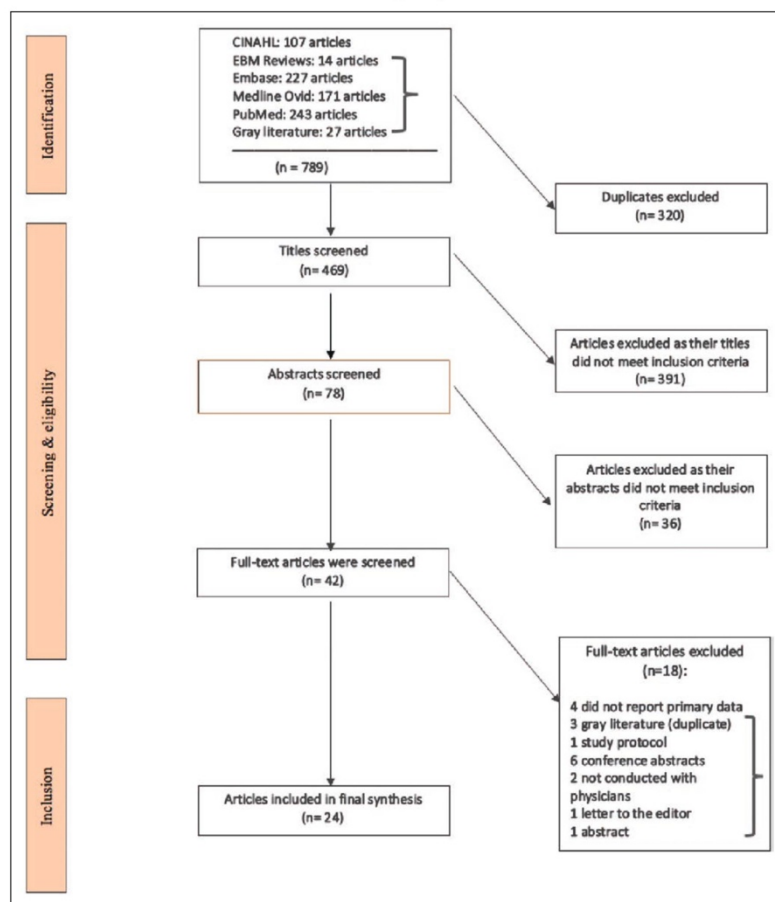 Identification
CINAHL: 107 articles
EBM Reviews: 14 articles
Embase: 227 articles
Medline Ovid: 171 articles
PubMed: 243 articles
Gray literature: 27 articles
(n = 789)
Duplicates excluded
(n= 320)
Screening & eligibility
Titles screened
(n= 469)
Articles excluded as their titles
did not meet inclusion criteria
(n= 391)
Abstracts screened
(n= 78)
Articles excluded as their
abstracts did not meet inclusion
criteria
(n= 36)
Full-text articles were screened
(n= 42)
Full-text articles excluded
(n=18):
4 did not report primary data
3 gray literature (duplicate)
1 study protocol
6 conference abstracts
2 not conducted with
physicians
1 letter to the editor
1 abstract
Inclusion
Articles included in final synthesis
(n= 24)